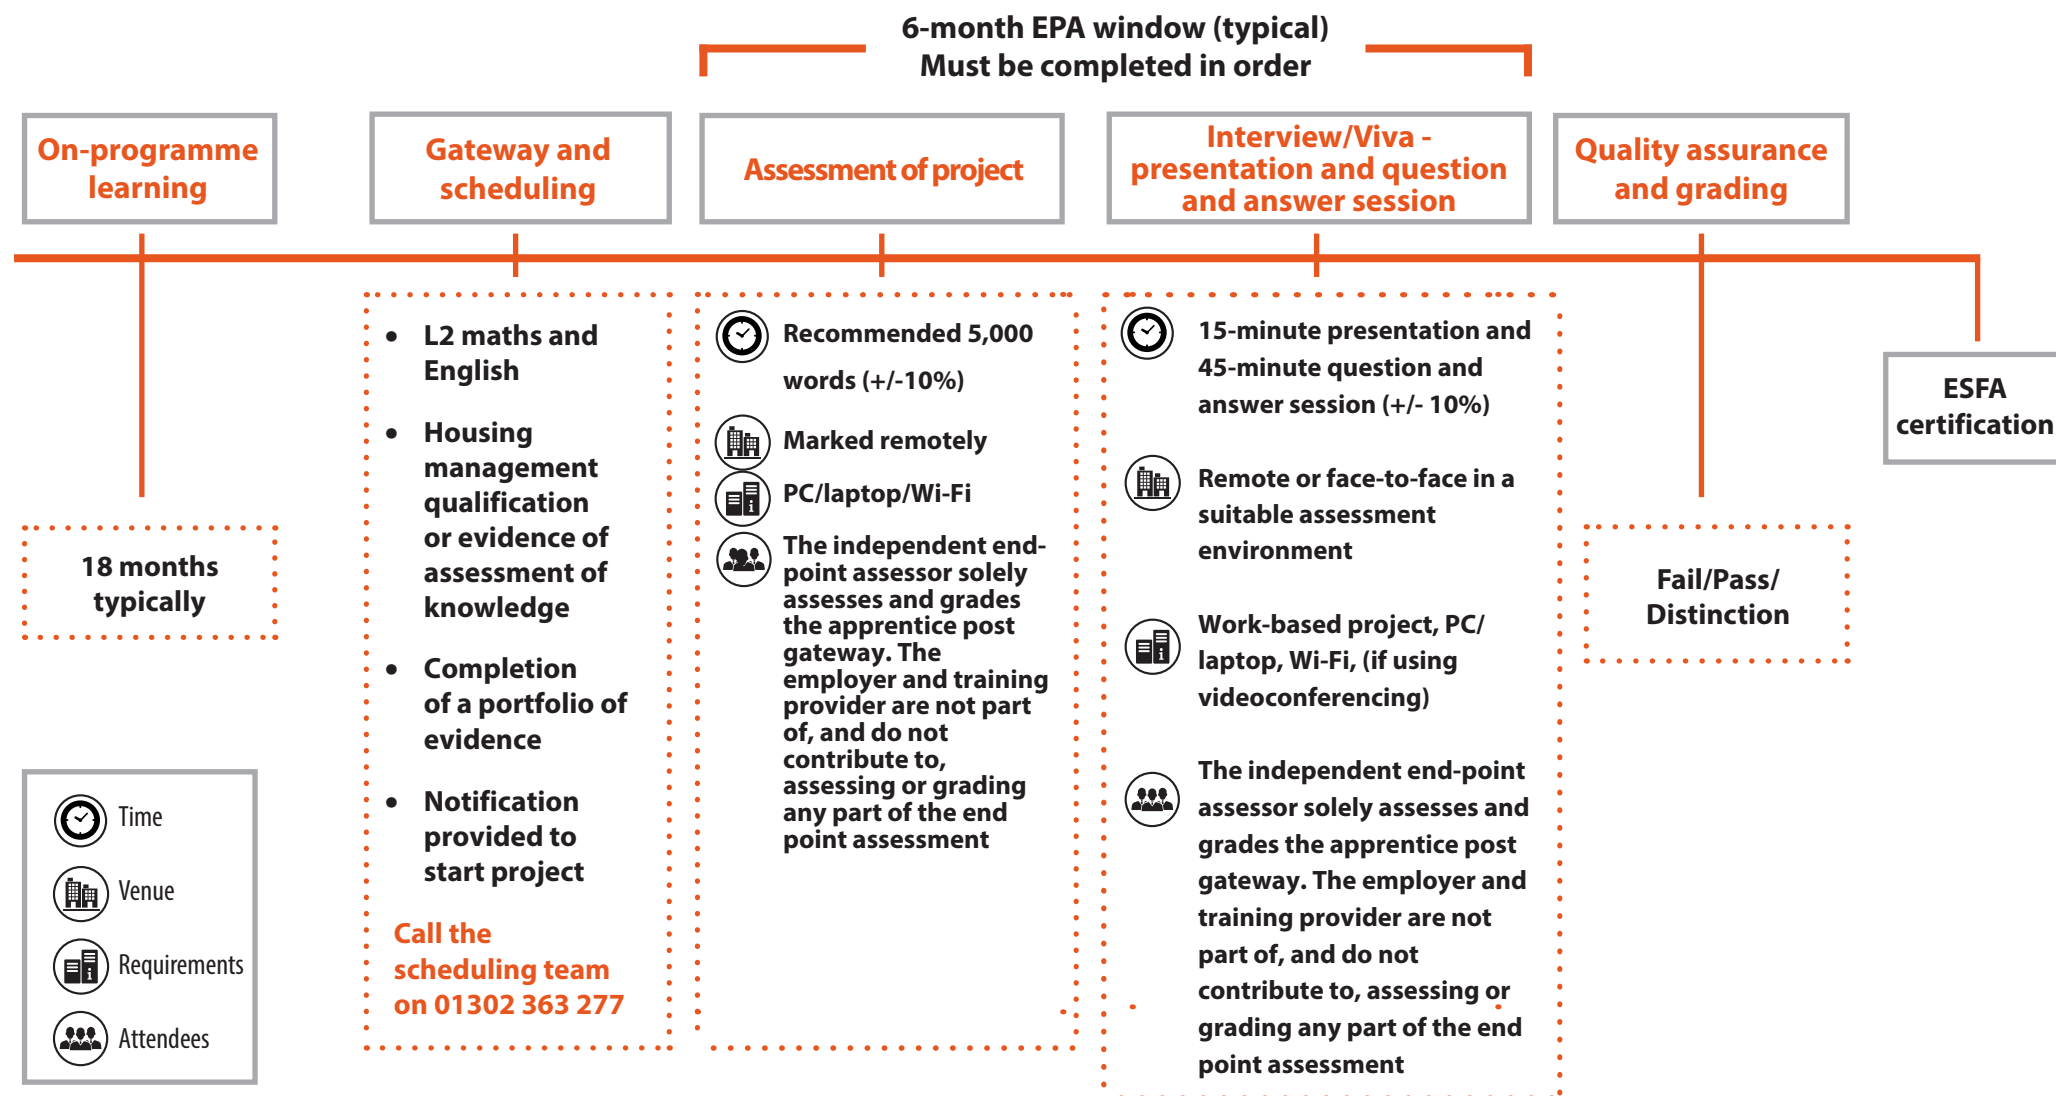 6-month EPA window (typical)
Must be completed in order
On-programme
learning
Gateway and
scheduling
Assessment of project
Interview/Viva -
presentation and question
and answer session
Quality assurance
and grading
18 months
typically
• L2 maths and
English
• Housing
management
qualification
or evidence of
assessment of
knowledge
• Completion
of a portfolio of
evidence
• Notification
provided to
start project
Call the
scheduling team
on 01302 363 277
Recommended 5,000
words (+/-10%)
Marked remotely
PC/laptop/Wi-Fi
The independent end-
point assessor solely
assesses and grades
the apprentice post
gateway. The
employer and training
provider are not part
of, and do not
contribute to,
assessing or grading
any part of the end
point assessment
15-minute presentation and
45-minute question and
answer session (+/- 10%)
Remote or face-to-face in a
suitable assessment
environment
Work-based project, PC/
laptop, Wi-Fi, (if using
videoconferencing)
The independent end-point
assessor solely assesses and
grades the apprentice post
gateway. The employer and
training provider are not
part of, and do not
contribute to, assessing or
grading any part of the end
point assessment
Fail/Pass/
Distinction
ESFA
certification
Time
Venue
Requirements
Attendees